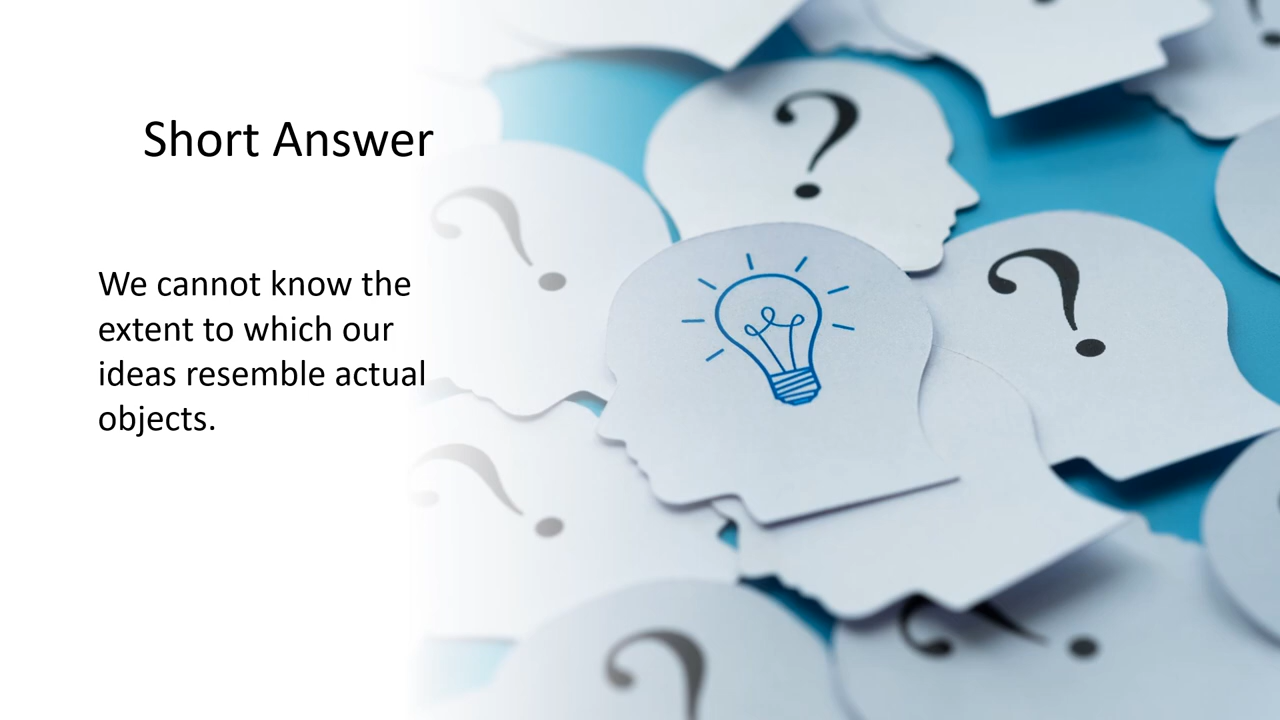 Short Answer
We cannot know the
extent to which our
ideas resemble actual
objects.
?
?
?
?
?
?